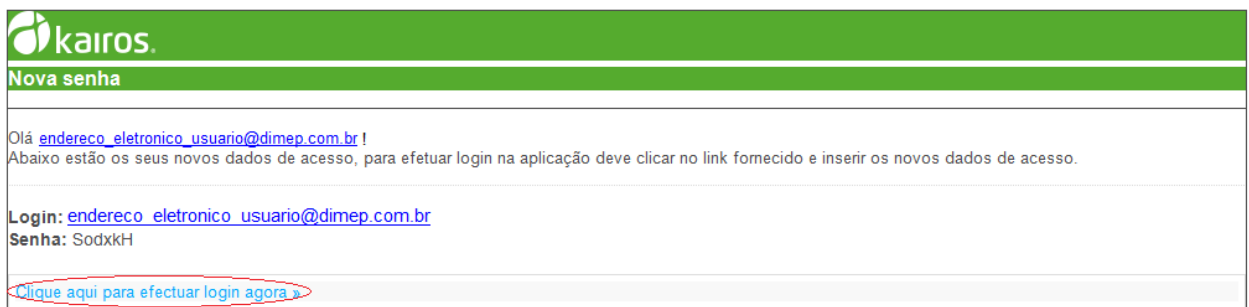 kairos.
Nova senha
Olá endereco_eletronico_usuario@dimep.com.br !
Abaixo estão os seus novos dados de acesso, para efetuar login na aplicação deve clicar no link fornecido e inserir os novos dados de acesso.
Login: endereco_eletronico_usuario@dimep.com.br
Senha: SodxkH
Clique aqui para efectuar login agora »